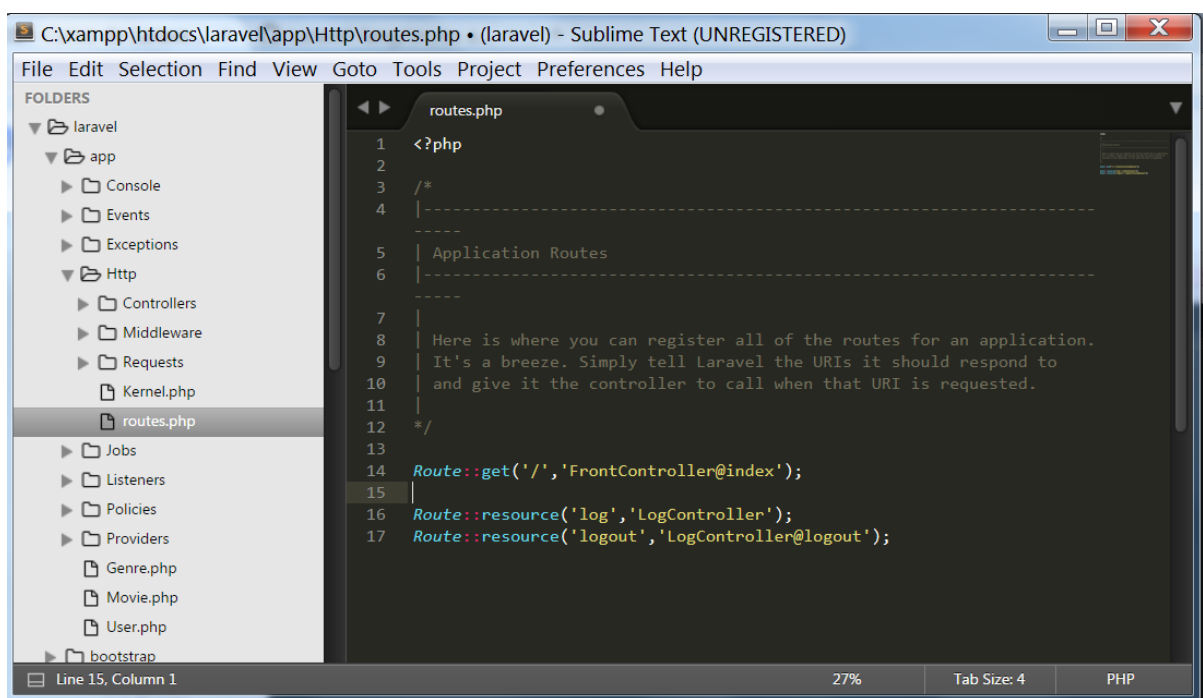 C:\xampp\htdocs\laravel\app\Http\routes.php • (laravel) - Sublime Text (UNREGISTERED)
File Edit Selection Find View Goto Tools Project Preferences Help
FOLDERS
laravel
app
Console
Events
Exceptions
Http
Controllers
Middleware
Requests
Kernel.php
routes.php
Jobs
Listeners
Policies
Providers
Genre.php
Movie.php
User.php
bootstrap
routes.php
1 <?php
2
3 /*
4 |----------------------------------------------------------------------
-----
5 | Application Routes
6 |----------------------------------------------------------------------
-----
7 |
8 | Here is where you can register all of the routes for an application.
9 | It's a breeze. Simply tell Laravel the URIs it should respond to
10 | and give it the controller to call when that URI is requested.
11 |
12 */
13
14 Route::get('/','FrontController@index');
15
16 Route::resource('log','LogController');
17 Route::resource('logout','LogController@logout');
Line 15, Column 1
27%
Tab Size: 4
PHP